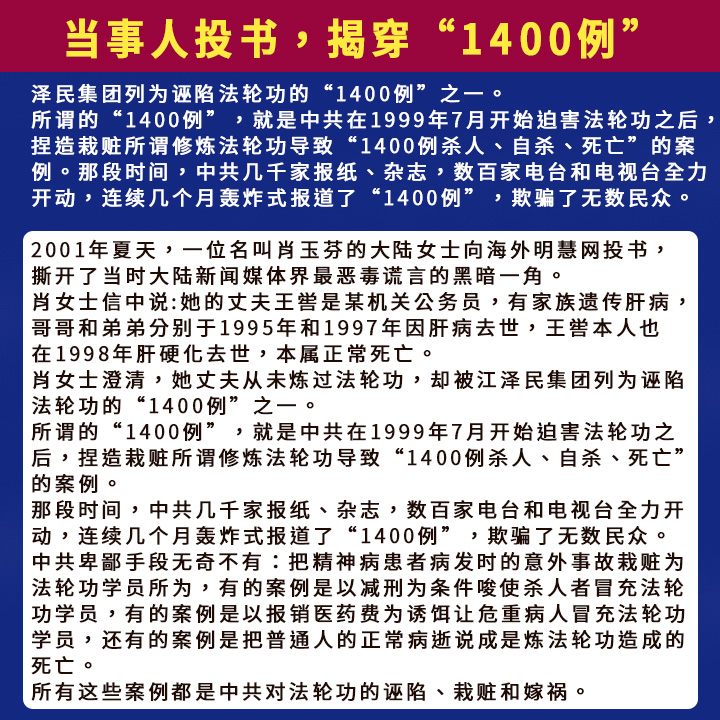 当事人投书，揭穿“1400例”
泽民集团列为诬陷法轮功的“1400例”之一。
所谓的“1400例”，就是中共在1999年7月开始迫害法轮功之后，
捏造栽赃所谓修炼法轮功导致“1400例杀人、自杀、死亡”的案
例。那段时间，中共几千家报纸、杂志，数百家电台和电视台全力
开动，连续几个月轰炸式报道了“1400例”，欺骗了无数民众。
2001年夏天，一位名叫肖玉芬的大陆女士向海外明慧网投书，
撕开了当时大陆新闻媒体界最恶毒谎言的黑暗一角。
肖女士信中说:她的丈夫王喾是某机关公务员，有家族遗传肝病，
哥哥和弟弟分别于1995年和1997年因肝病去世，王喾本人也
在1998年肝硬化去世，本属正常死亡。
肖女士澄清，她丈夫从未炼过法轮功，却被江泽民集团列为诬陷
法轮功的“1400例”之一。
所谓的“1400例”，就是中共在1999年7月开始迫害法轮功之
后，捏造栽赃所谓修炼法轮功导致“1400例杀人、自杀、死亡”
的案例。
那段时间，中共几千家报纸、杂志，数百家电台和电视台全力开
动，连续几个月轰炸式报道了“1400例”，欺骗了无数民众。
中共卑鄙手段无奇不有：把精神病患者病发时的意外事故栽赃为
法轮功学员所为，有的案例是以减刑为条件唆使杀人者冒充法轮
功学员，有的案例是以报销医药费为诱饵让危重病人冒充法轮功
学员，还有的案例是把普通人的正常病逝说成是炼法轮功造成的
死亡。
所有这些案例都是中共对法轮功的诬陷、栽赃和嫁祸。